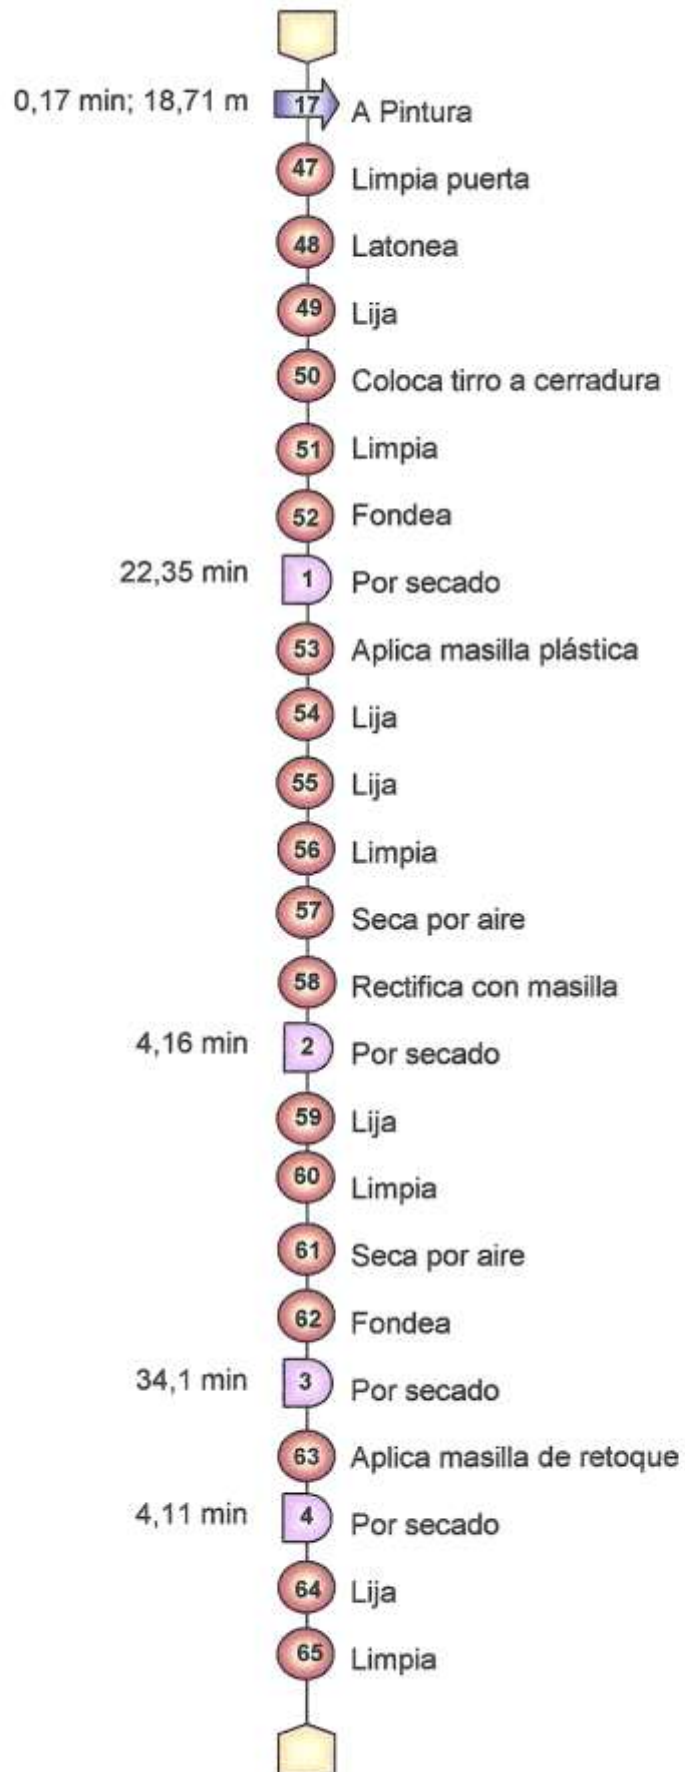 0,17 min; 18,71 m 17 A Pintura
47 Limpia puerta
48 Latonea
49 Lija
50 Coloca tirro a cerradura
51 Limpia
52 Fondea
22,35 min 1 Por secado
53 Aplica masilla plástica
54 Lija
55 Lija
56 Limpia
57 Seca por aire
58 Rectifica con masilla
4,16 min 2 Por secado
59 Lija
60 Limpia
61 Seca por aire
62 Fondea
34,1 min 3 Por secado
63 Aplica masilla de retoque
4,11 min 4 Por secado
64 Lija
65 Limpia